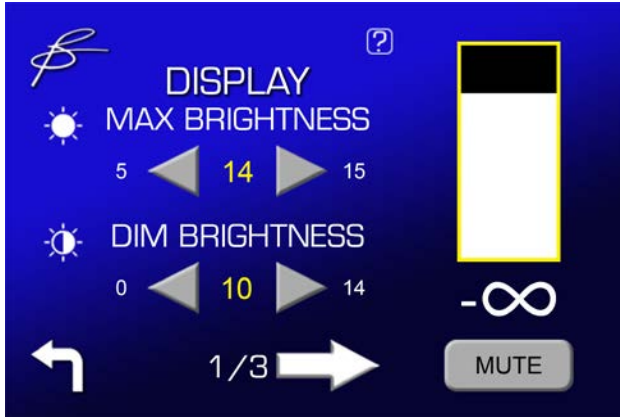 ?
DISPLAY
MAX BRIGHTNESS
5 14 15
DIM BRIGHTNESS
0 10 14
-∞
1/3
MUTE